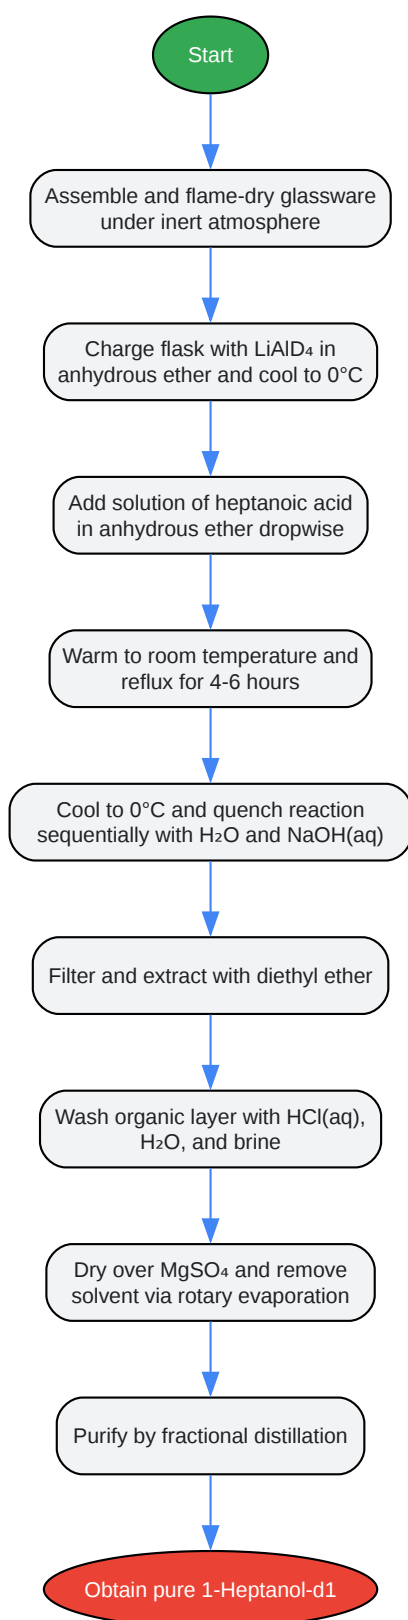 Start
Assemble and flame-dry glassware
under inert atmosphere
Charge flask with LiAlD₄ in
anhydrous ether and cool to 0°C
Add solution of heptanoic acid
in anhydrous ether dropwise
Warm to room temperature and
reflux for 4-6 hours
Cool to 0°C and quench reaction
sequentially with H₂O and NaOH(aq)
Filter and extract with diethyl ether
Wash organic layer with HCl(aq),
H₂O, and brine
Dry over MgSO₄ and remove
solvent via rotary evaporation
Purify by fractional distillation
Obtain pure 1-Heptanol-d1